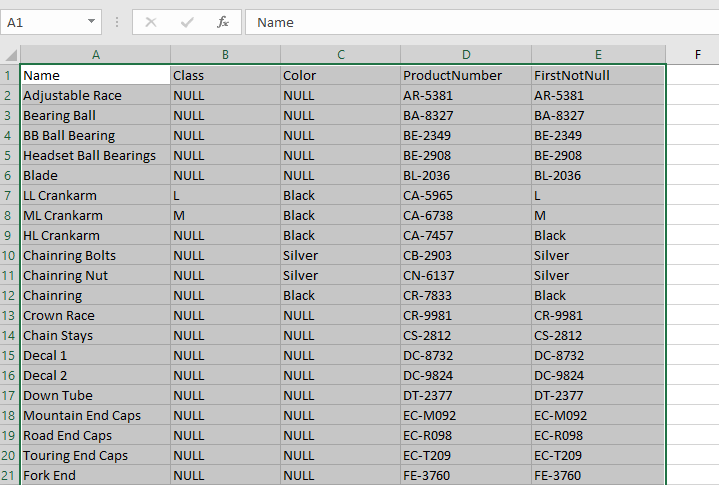 A1 fx Name
A B C D E F
1 Name Class Color ProductNumber FirstNotNull
2 Adjustable Race NULL NULL AR-5381 AR-5381
3 Bearing Ball NULL NULL BA-8327 BA-8327
4 BB Ball Bearing NULL NULL BE-2349 BE-2349
5 Headset Ball Bearings NULL NULL BE-2908 BE-2908
6 Blade NULL NULL BL-2036 BL-2036
7 LL Crankarm L Black CA-5965 L
8 ML Crankarm M Black CA-6738 M
9 HL Crankarm NULL Black CA-7457 Black
10 Chainring Bolts NULL Silver CB-2903 Silver
11 Chainring Nut NULL Silver CN-6137 Silver
12 Chainring NULL Black CR-7833 Black
13 Crown Race NULL NULL CR-9981 CR-9981
14 Chain Stays NULL NULL CS-2812 CS-2812
15 Decal 1 NULL NULL DC-8732 DC-8732
16 Decal 2 NULL NULL DC-9824 DC-9824
17 Down Tube NULL NULL DT-2377 DT-2377
18 Mountain End Caps NULL NULL EC-M092 EC-M092
19 Road End Caps NULL NULL EC-R098 EC-R098
20 Touring End Caps NULL NULL EC-T209 EC-T209
21 Fork End NULL NULL FE-3760 FE-3760